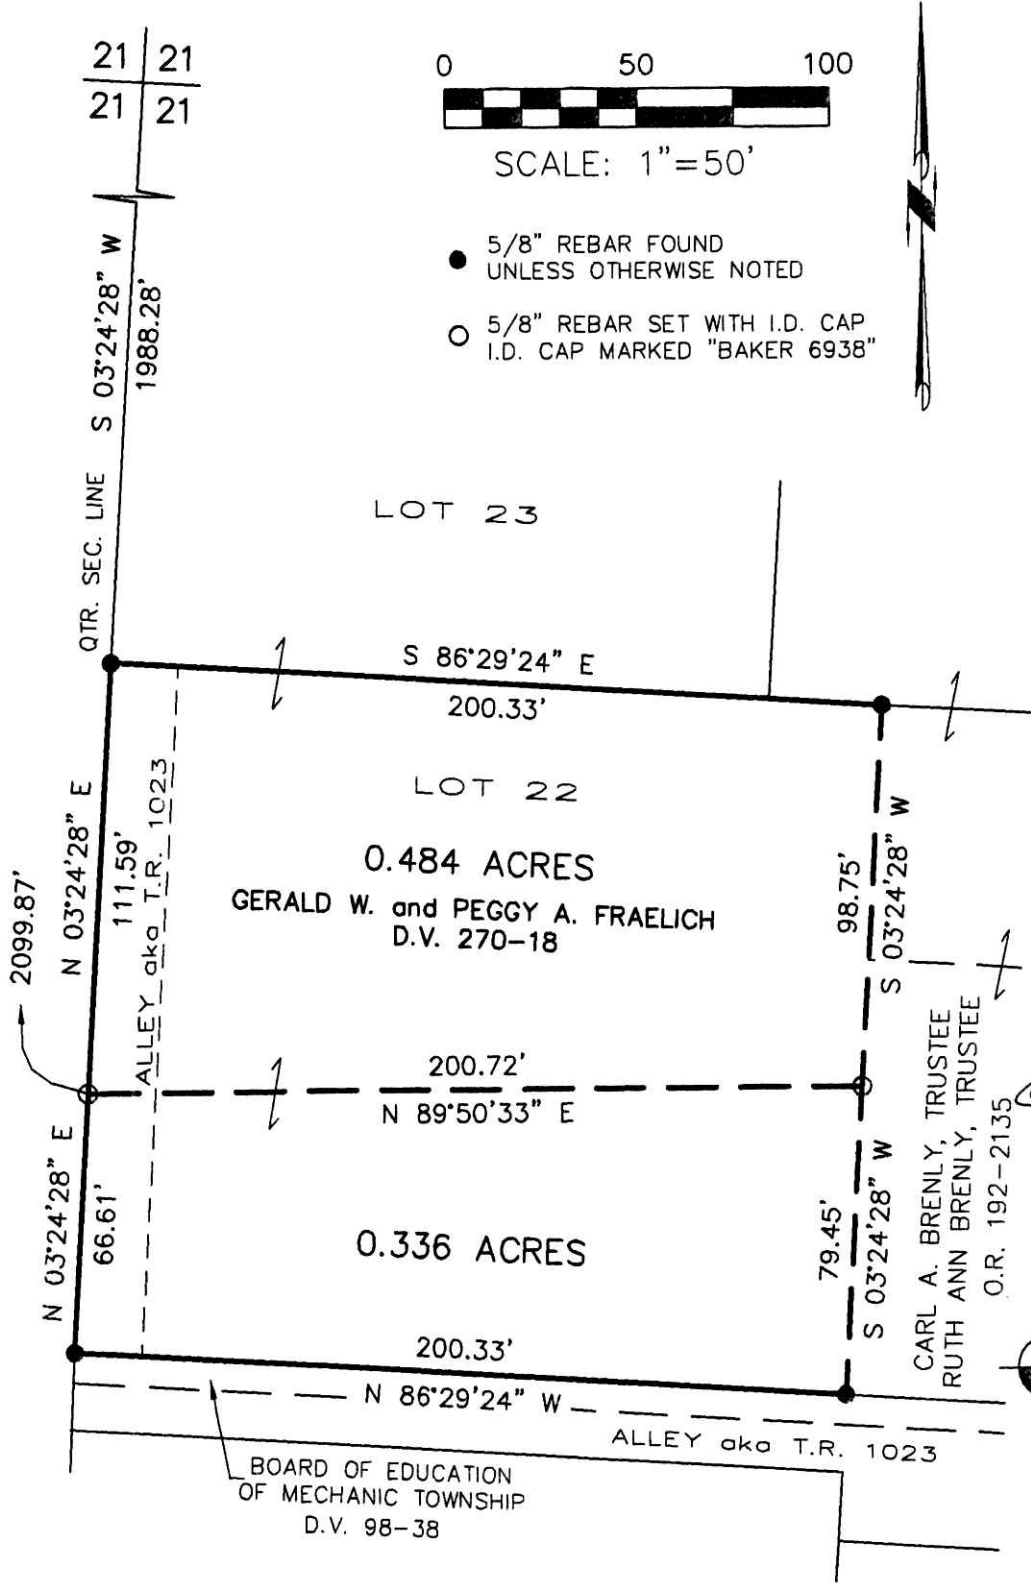 21 21
21 21
0 50 100
SCALE: 1"=50'
5/8" REBAR FOUND
UNLESS OTHERWISE NOTED
5/8" REBAR SET WITH I.D. CAP
I.D. CAP MARKED "BAKER 6938"
QTR. SEC. LINE S 03°24'28" W
1988.28'
LOT 23
S 86°29'24" E
200.33'
LOT 22
0.484 ACRES
GERALD W. and PEGGY A. FRAELICH
D.V. 270-18
N 03°24'28" E
111.59'
ALLEY aka T.R. 1023
2099.87'
98.75'
S 03°24'28" W
200.72'
N 89°50'33" E
N 03°24'28" E
66.61'
0.336 ACRES
79.45'
S 03°24'28" W
CARL A. BRENLY, TRUSTEE
RUTH ANN BRENLY, TRUSTEE
O.R. 192-2135
200.33'
N 86°29'24" W
ALLEY aka T.R. 1023
BOARD OF EDUCATION
OF MECHANIC TOWNSHIP
D.V. 98-38